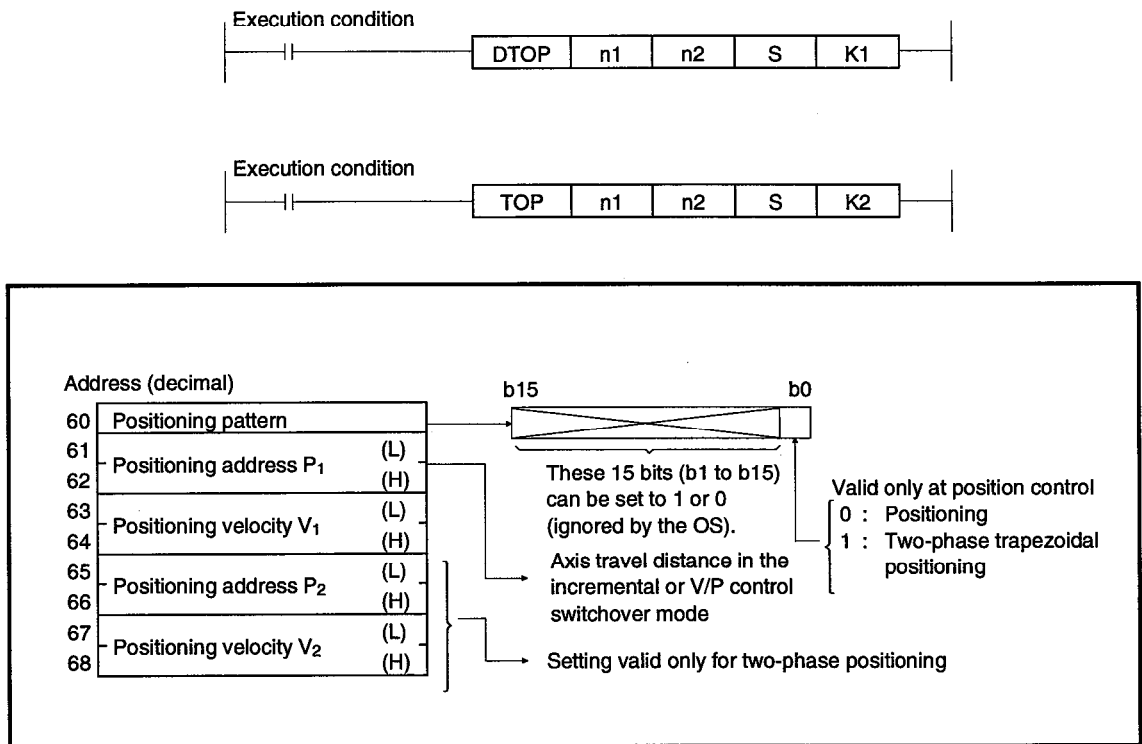 Execution condition
DTOP n1 n2 S K1
Execution condition
TOP n1 n2 S K2
Address (decimal)
b15 b0
60 Positioning pattern
61 (L)
Positioning address P1
62 (H)
63 (L)
Positioning velocity V1
64 (H)
65 (L)
Positioning address P2
66 (H)
67 (L)
Positioning velocity V2
68 (H)
These 15 bits (b1 to b15)
can be set to 1 or 0
(ignored by the OS).
Valid only at position control
0 : Positioning
1 : Two-phase trapezoidal
positioning
Axis travel distance in the
incremental or V/P control
switchover mode
Setting valid only for two-phase positioning